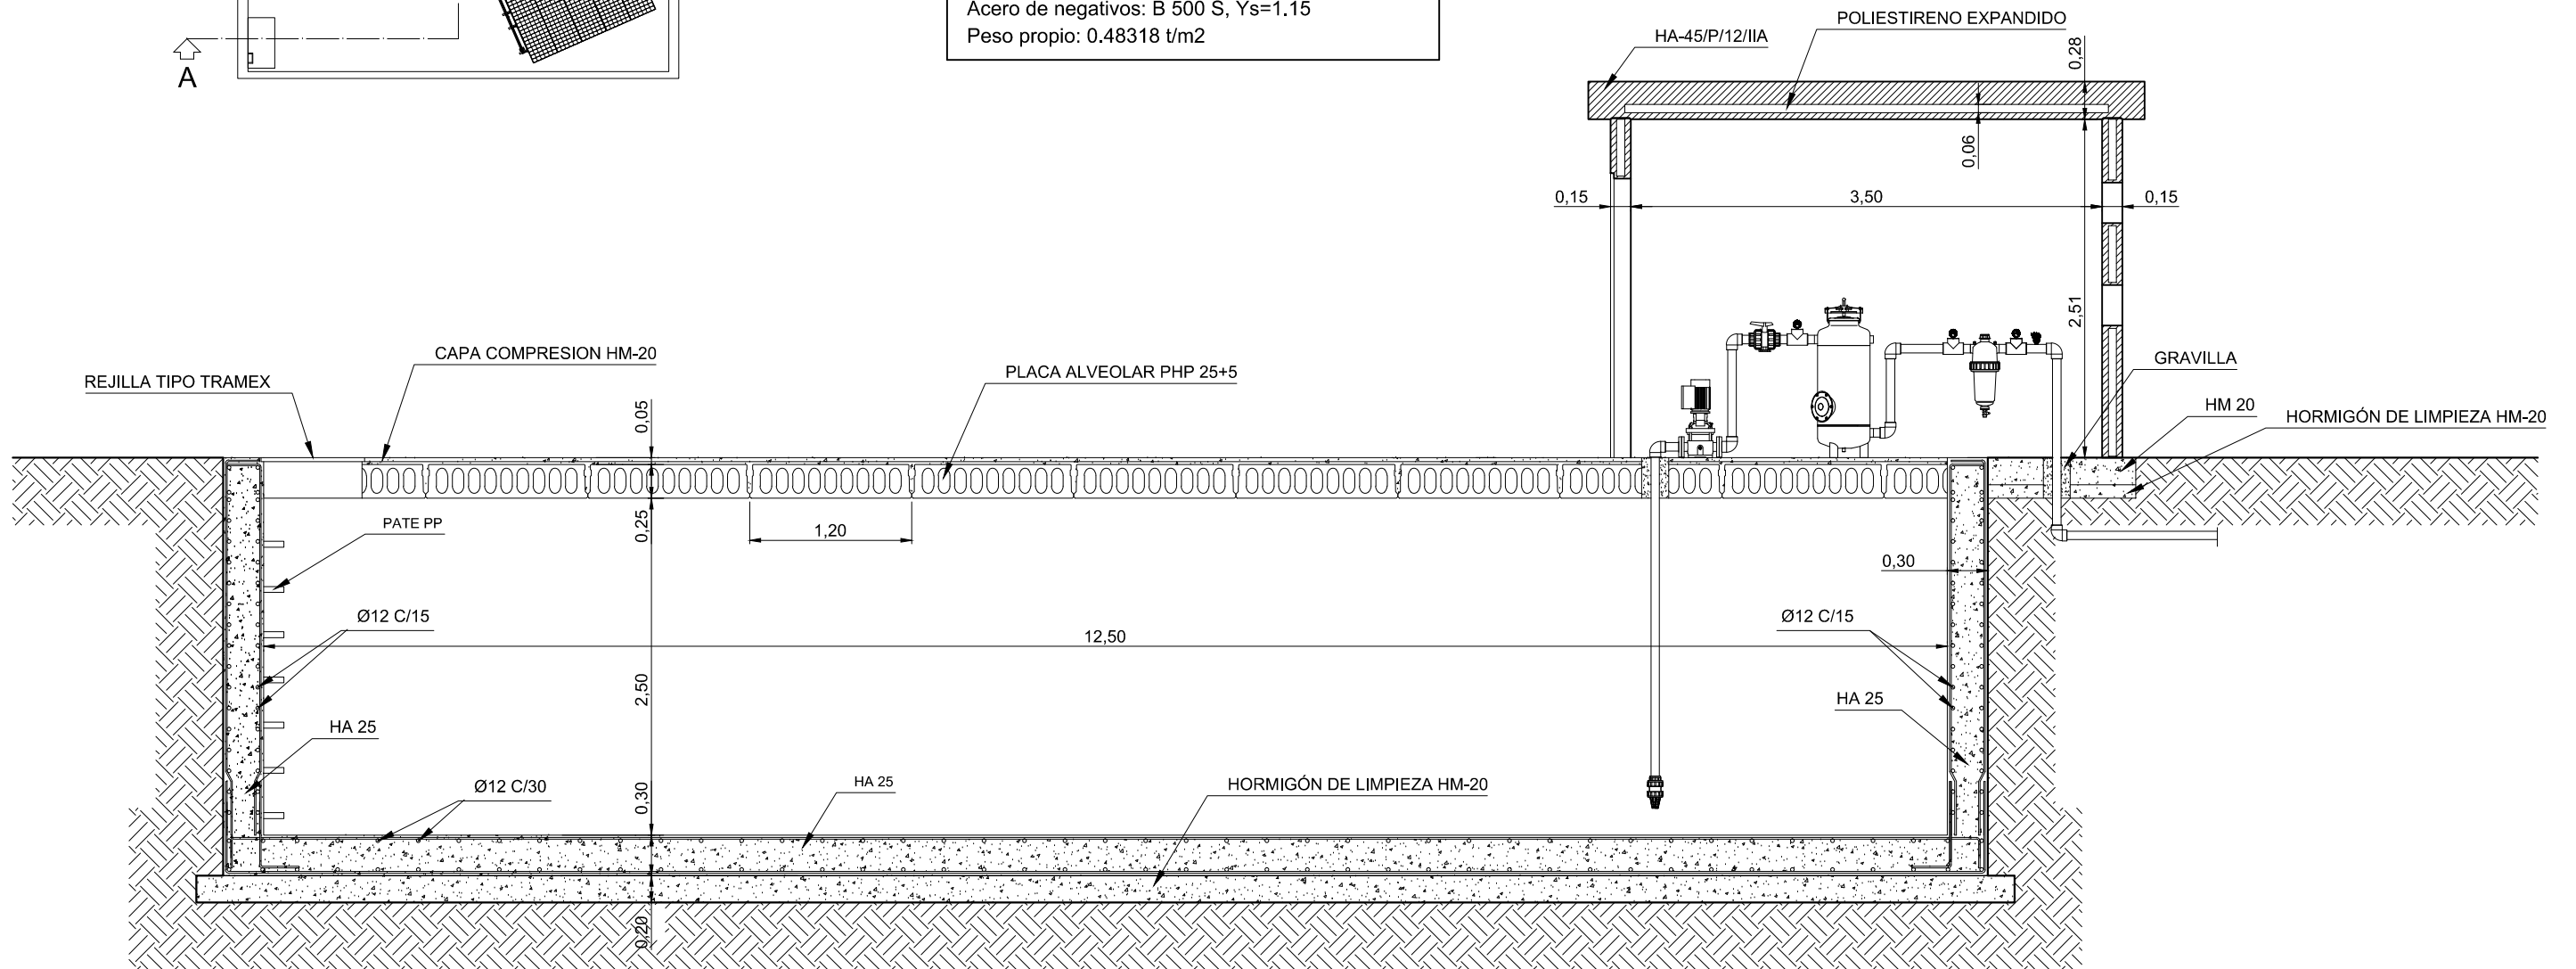 Acero de negativos: B 500 S, Ys=1.15
Peso propio: 0.48318 t/m2
A
POLIESTIRENO EXPANDIDO
HA-45/P/12/IIA
0,28
0,06
0,15
3,50
0,15
2,51
CAPA COMPRESION HM-20
REJILLA TIPO TRAMEX
PLACA ALVEOLAR PHP 25+5
GRAVILLA
HM 20
HORMIGÓN DE LIMPIEZA HM-20
0,05
0,25
PATE PP
1,20
0,30
Ø12 C/15
12,50
Ø12 C/15
2,50
HA 25
HA 25
Ø12 C/30
0,30
HA 25
HORMIGÓN DE LIMPIEZA HM-20
0,20